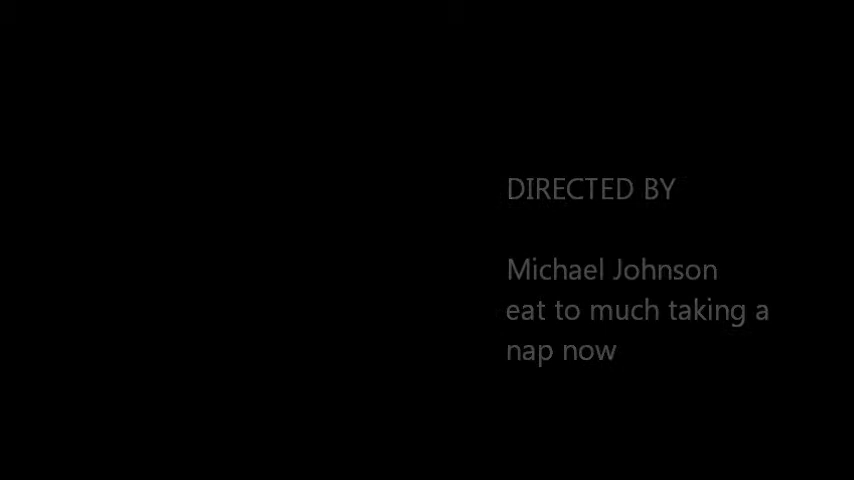 DIRECTED BY
Michael Johnson
eat to much taking a
nap now